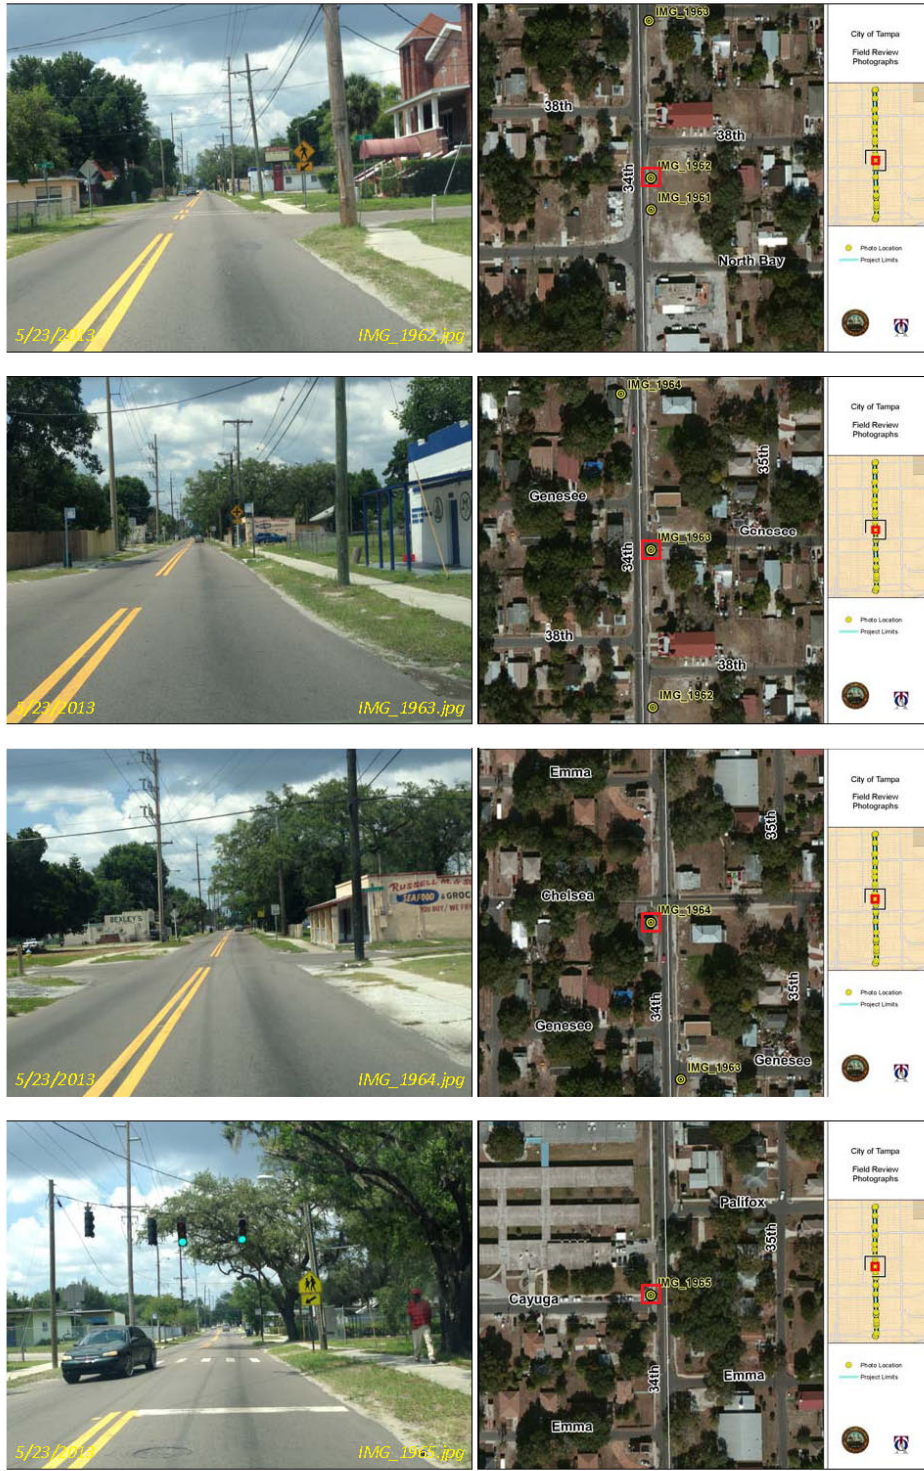 5/23/2013
IMG_1962.jpg
IMG_1963
38th
38th
34th
IMG_1962
IMG_1961
North Bay
City of Tampa
Field Review
Photographs
Photo Location
Project Limits
5/23/2013
IMG_1963.jpg
IMG_1964
35th
Genesee
Genesee
IMG_1963
34th
38th
38th
IMG_1962
City of Tampa
Field Review
Photographs
Photo Location
Project Limits
BEXLEY'S
RUSSELL M. &
SEAFOOD & GROC
YOU BUY / WE FRY
5/23/2013
IMG_1964.jpg
Emma
35th
Chelsea
IMG_1964
34th
35th
Genesee
Genesee
IMG_1963
City of Tampa
Field Review
Photographs
Photo Location
Project Limits
5/23/2013
IMG_1965.jpg
Palifox
35th
IMG_1965
Cayuga
34th
Emma
Emma
City of Tampa
Field Review
Photographs
Photo Location
Project Limits